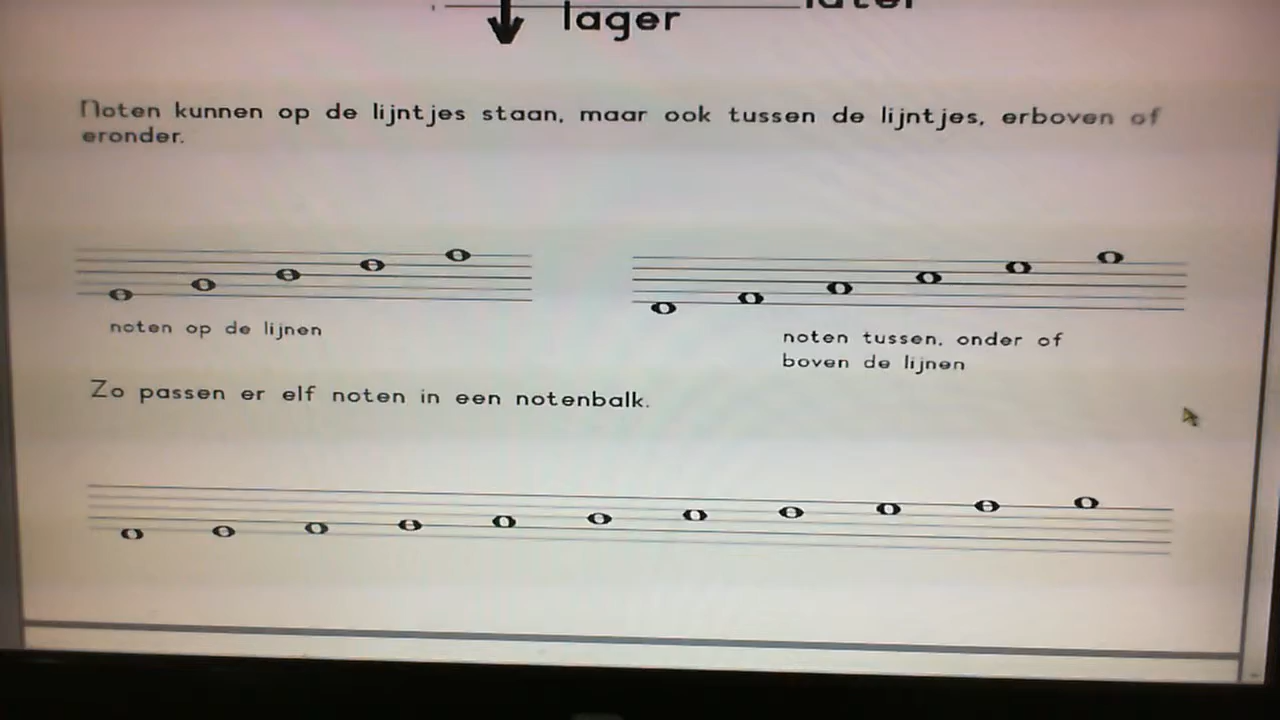 lager
later
Noten kunnen op de lijntjes staan, maar ook tussen de lijntjes, erboven of
eronder.
noten op de lijnen
noten tussen, onder of
boven de lijnen
Zo passen er elf noten in een notenbalk.